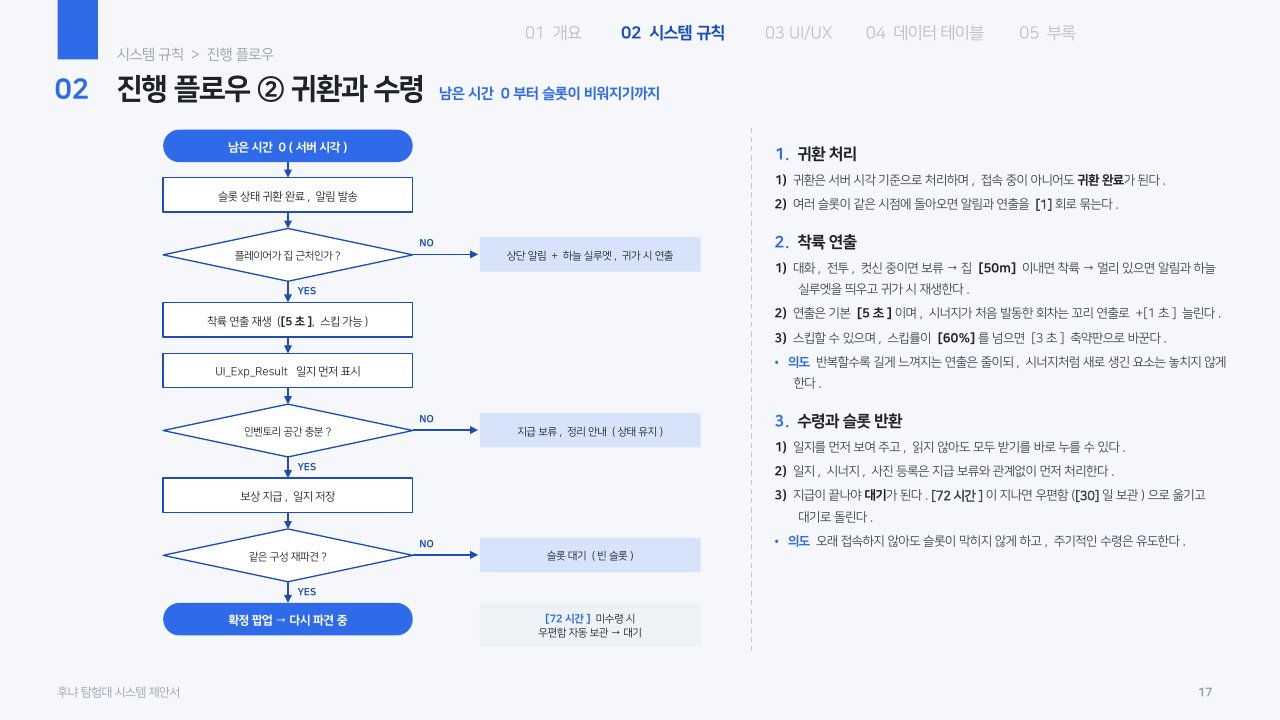 01 개요 02 시스템 규칙 03 UI/UX 04 데이터 테이블 05 부록
시스템 규칙 > 진행 플로우
02 진행 플로우 ② 귀환과 수령 남은 시간 0 부터 슬롯이 비워지기까지
남은 시간 0 ( 서버 시각 )
슬롯 상태 귀환 완료 , 알림 발송
플레이어가 집 근처인가 ?
NO
상단 알림 + 하늘 실루엣 , 귀가 시 연출
YES
착륙 연출 재생 ([5 초 ], 스킵 가능 )
UI_Exp_Result 일지 먼저 표시
인벤토리 공간 충분 ?
NO
지급 보류 , 정리 안내 ( 상태 유지 )
YES
보상 지급 , 일지 저장
같은 구성 재파견 ?
NO
슬롯 대기 ( 빈 슬롯 )
YES
확정 팝업 → 다시 파견 중
[72 시간 ] 미수령 시
우편함 자동 보관 → 대기
1. 귀환 처리
1) 귀환은 서버 시각 기준으로 처리하며 , 접속 중이 아니어도 귀환 완료가 된다 .
2) 여러 슬롯이 같은 시점에 돌아오면 알림과 연출을 [1] 회로 묶는다 .
2. 착륙 연출
1) 대화 , 전투 , 컷신 중이면 보류 → 집 [50m] 이내면 착륙 → 멀리 있으면 알림과 하늘
실루엣을 띄우고 귀가 시 재생한다 .
2) 연출은 기본 [5 초 ] 이며 , 시너지가 처음 발동한 회차는 꼬리 연출로 +[1 초 ] 늘린다 .
3) 스킵할 수 있으며 , 스킵률이 [60%] 를 넘으면 [3 초 ] 축약판으로 바꾼다 .
• 의도 반복할수록 길게 느껴지는 연출은 줄이되 , 시너지처럼 새로 생긴 요소는 놓치지 않게
한다 .
3. 수령과 슬롯 반환
1) 일지를 먼저 보여 주고 , 읽지 않아도 모두 받기를 바로 누를 수 있다 .
2) 일지 , 시너지 , 사진 등록은 지급 보류와 관계없이 먼저 처리한다 .
3) 지급이 끝나야 대기가 된다 . [72 시간 ] 이 지나면 우편함 ([30] 일 보관 ) 으로 옮기고
대기로 돌린다 .
• 의도 오래 접속하지 않아도 슬롯이 막히지 않게 하고 , 주기적인 수령은 유도한다 .
후냐 탐험대 시스템 제안서
17